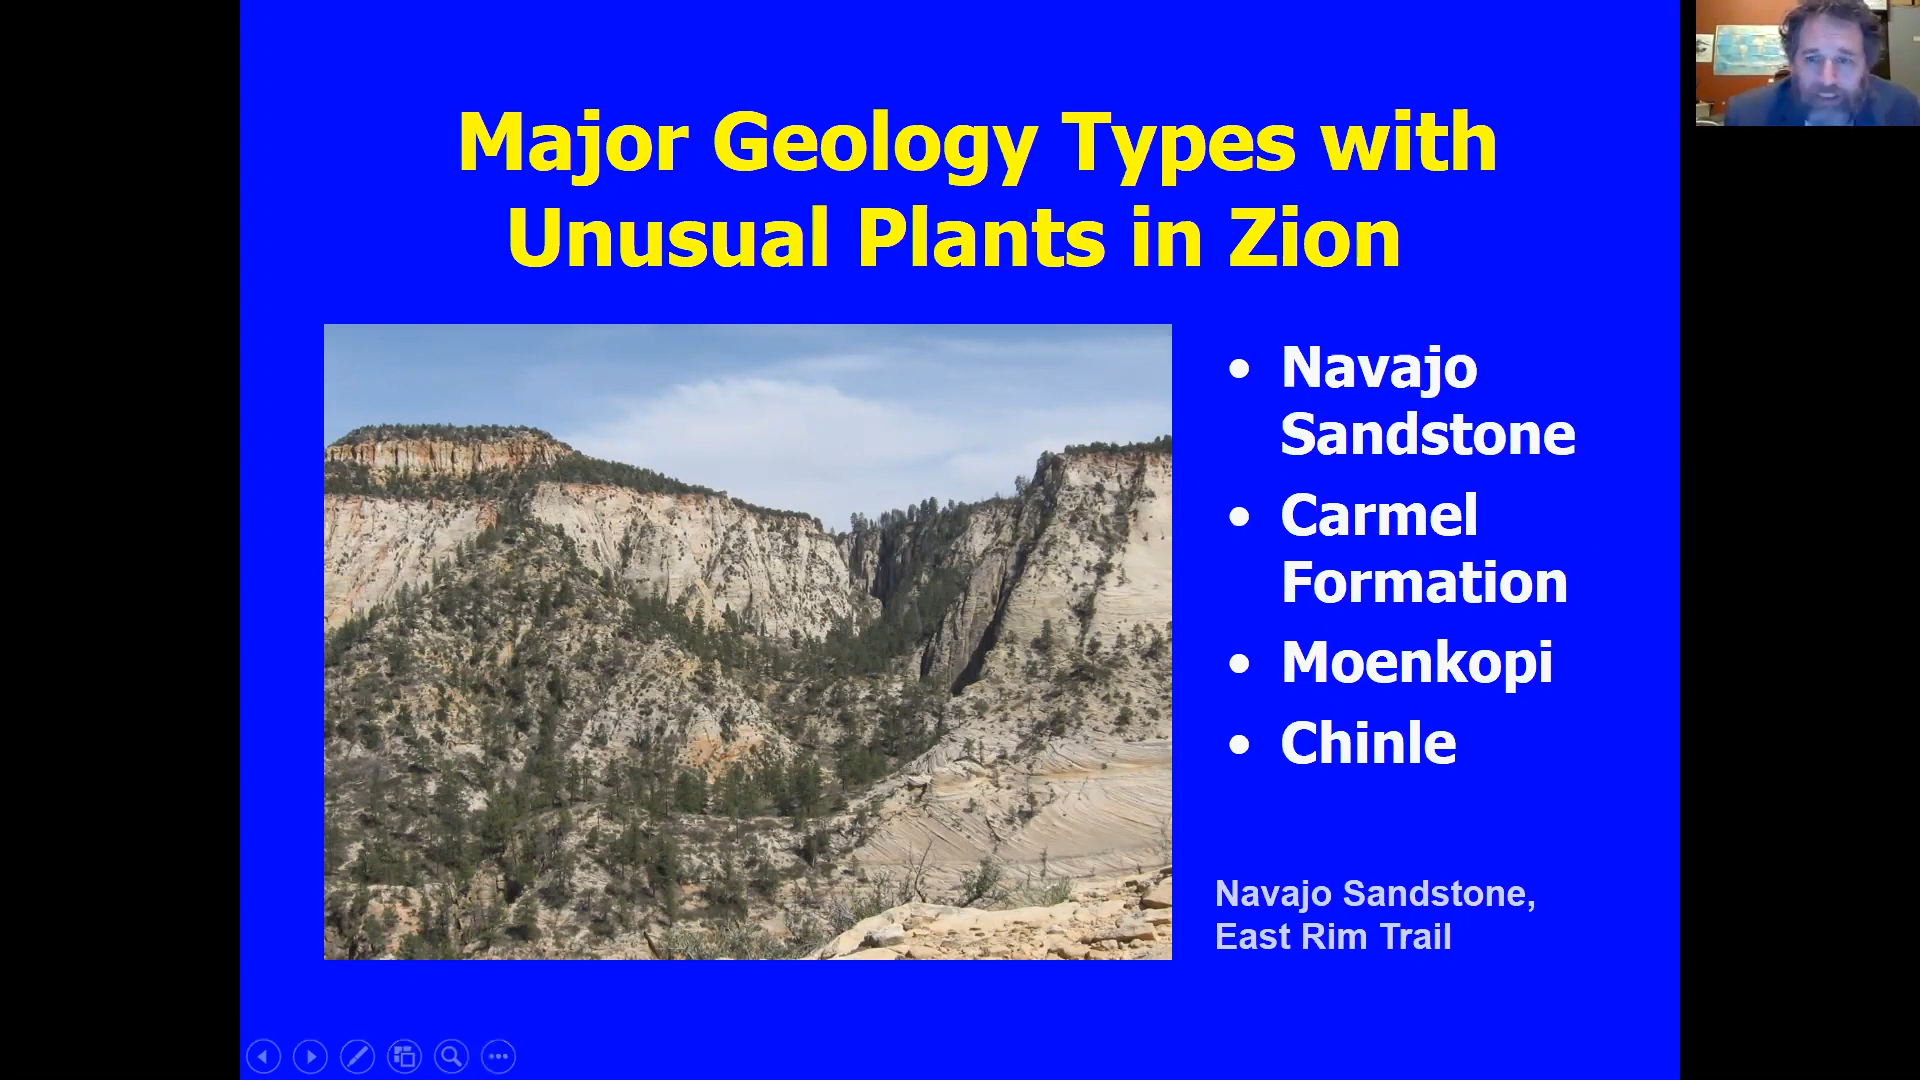 Major Geology Types with
Unusual Plants in Zion
• Navajo
Sandstone
• Carmel
Formation
• Moenkopi
• Chinle
Navajo Sandstone,
East Rim Trail